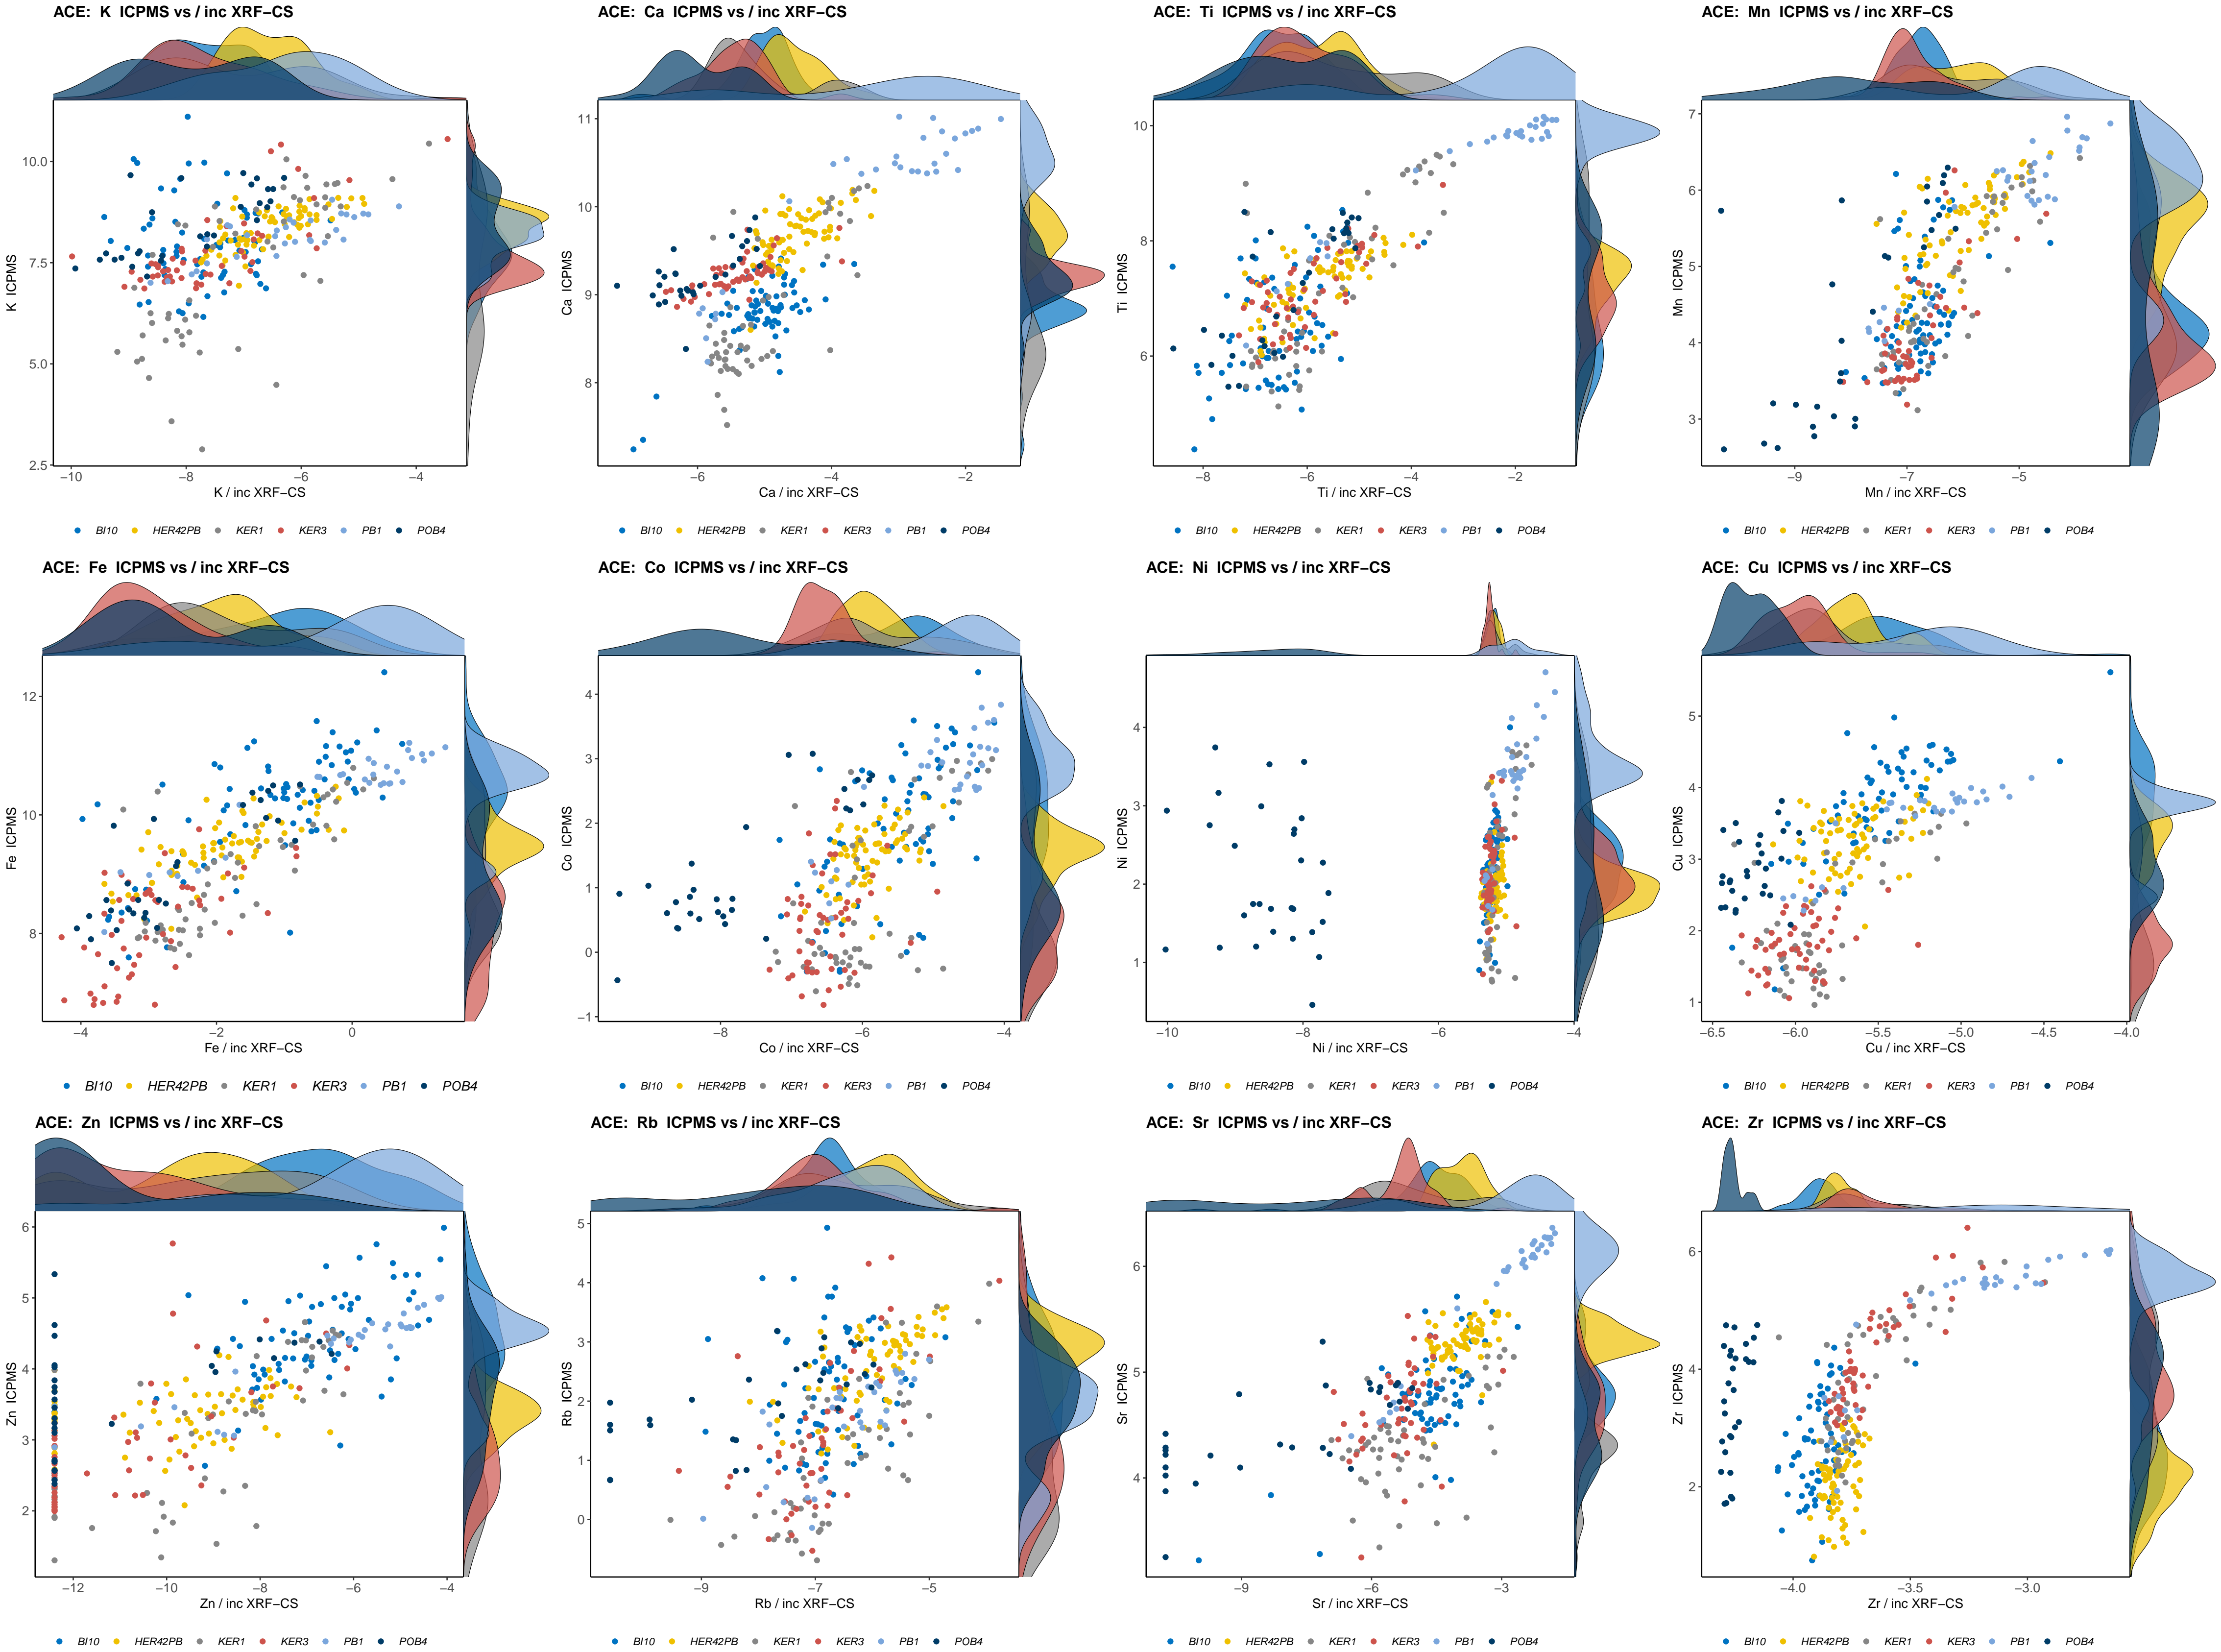 ACE: K ICPMS vs / inc XRF−CS
ACE: Ca ICPMS vs / inc XRF−CS
ACE: Ti ICPMS vs / inc XRF−CS
ACE: Mn ICPMS vs / inc XRF−CS
K ICPMS
10.0
7.5
5.0
2.5
−10 −8 −6 −4
K / inc XRF−CS
BI10 HER42PB KER1 KER3 PB1 POB4
Ca ICPMS
11
10
9
8
−6 −4 −2
Ca / inc XRF−CS
BI10 HER42PB KER1 KER3 PB1 POB4
Ti ICPMS
10
8
6
−8 −6 −4 −2
Ti / inc XRF−CS
BI10 HER42PB KER1 KER3 PB1 POB4
Mn ICPMS
7
6
5
4
3
−9 −7 −5
Mn / inc XRF−CS
BI10 HER42PB KER1 KER3 PB1 POB4
ACE: Fe ICPMS vs / inc XRF−CS
ACE: Co ICPMS vs / inc XRF−CS
ACE: Ni ICPMS vs / inc XRF−CS
ACE: Cu ICPMS vs / inc XRF−CS
Fe ICPMS
12
10
8
−4 −2 0
Fe / inc XRF−CS
BI10 HER42PB KER1 KER3 PB1 POB4
Co ICPMS
4
3
2
1
0
−1
−8 −6 −4
Co / inc XRF−CS
BI10 HER42PB KER1 KER3 PB1 POB4
Ni ICPMS
4
3
2
1
−10 −8 −6 −4
Ni / inc XRF−CS
BI10 HER42PB KER1 KER3 PB1 POB4
Cu ICPMS
5
4
3
2
1
−6.5 −6.0 −5.5 −5.0 −4.5 −4.0
Cu / inc XRF−CS
BI10 HER42PB KER1 KER3 PB1 POB4
ACE: Zn ICPMS vs / inc XRF−CS
ACE: Rb ICPMS vs / inc XRF−CS
ACE: Sr ICPMS vs / inc XRF−CS
ACE: Zr ICPMS vs / inc XRF−CS
Zn ICPMS
6
5
4
3
2
−12 −10 −8 −6 −4
Zn / inc XRF−CS
BI10 HER42PB KER1 KER3 PB1 POB4
Rb ICPMS
5
4
3
2
1
0
−9 −7 −5
Rb / inc XRF−CS
BI10 HER42PB KER1 KER3 PB1 POB4
Sr ICPMS
6
5
4
−9 −6 −3
Sr / inc XRF−CS
BI10 HER42PB KER1 KER3 PB1 POB4
Zr ICPMS
6
4
2
−4.0 −3.5 −3.0
Zr / inc XRF−CS
BI10 HER42PB KER1 KER3 PB1 POB4